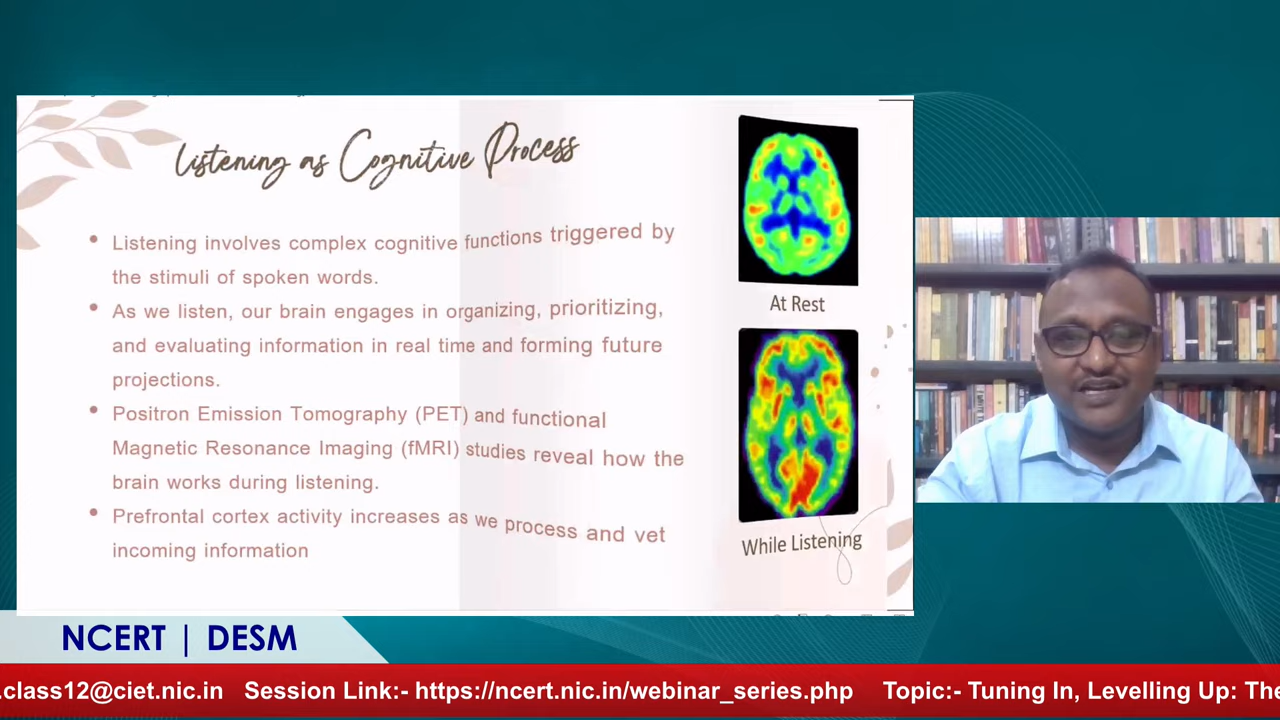 Listening as Cognitive Process
• Listening involves complex cognitive functions triggered by
the stimuli of spoken words.
• As we listen, our brain engages in organizing, prioritizing,
and evaluating information in real time and forming future
projections.
• Positron Emission Tomography (PET) and functional
Magnetic Resonance Imaging (fMRI) studies reveal how the
brain works during listening.
• Prefrontal cortex activity increases as we process and vet
incoming information
At Rest
While Listening
NCERT | DESM
.class12@ciet.nic.in Session Link:- https://ncert.nic.in/webinar_series.php Topic:- Tuning In, Levelling Up: The